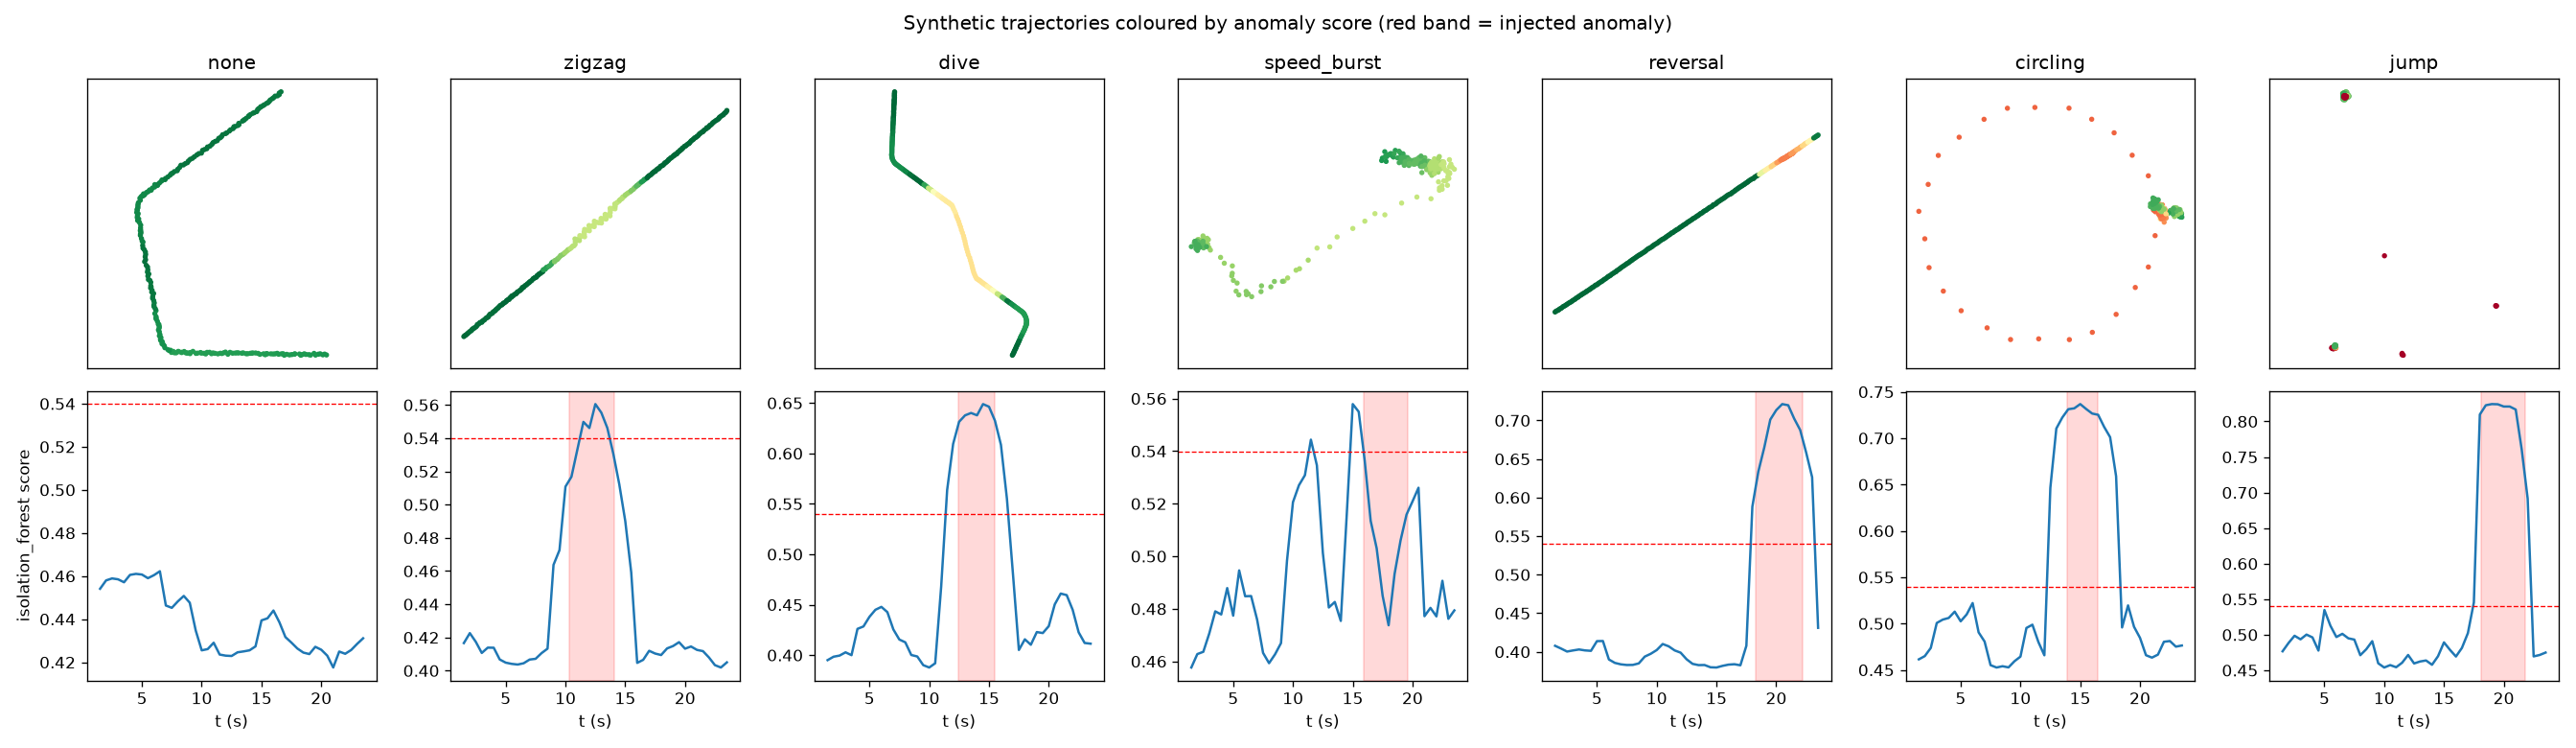 Synthetic trajectories coloured by anomaly score (red band = injected anomaly)
none
zigzag
dive
speed_burst
reversal
circling
jump
isolation_forest score
0.54
0.52
0.50
0.48
0.46
0.44
0.42
5 10 15 20
t (s)
0.56
0.54
0.52
0.50
0.48
0.46
0.44
0.42
0.40
5 10 15 20
t (s)
0.65
0.60
0.55
0.50
0.45
0.40
5 10 15 20
t (s)
0.56
0.54
0.52
0.50
0.48
0.46
5 10 15 20
t (s)
0.70
0.65
0.60
0.55
0.50
0.45
0.40
5 10 15 20
t (s)
0.75
0.70
0.65
0.60
0.55
0.50
0.45
5 10 15 20
t (s)
0.80
0.75
0.70
0.65
0.60
0.55
0.50
0.45
5 10 15 20
t (s)